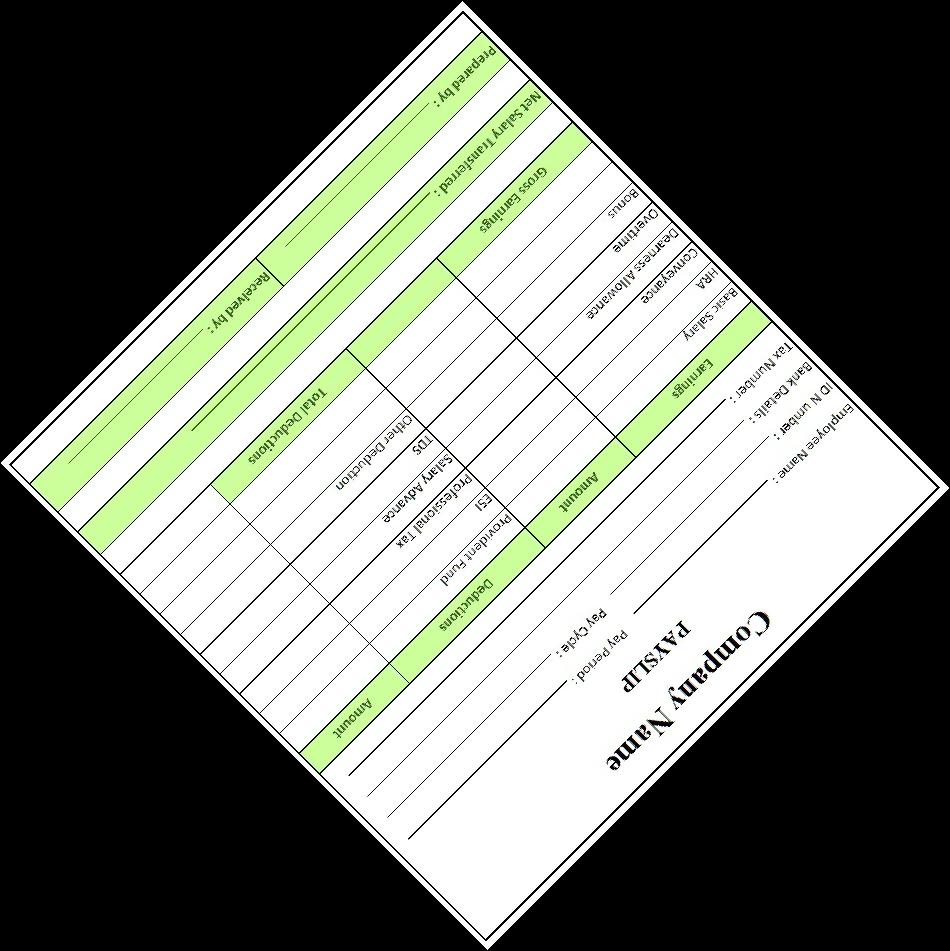 Company Name
PAYSLIP
Employee Name : Pay Period :
ID N umber : Pay Cycle :
Bank Details :
Tax Number :
Earnings Amount Deductions Amount
Basic Salary Provident Fund
HRA ESI
Conveyance Professional Tax
Dearness Allowance Salary Advance
Overtime TDS
Bonus Other Deduction
Gross Earnings Total Deductions
Net Salary Transferred :
Prepared by : Received by :